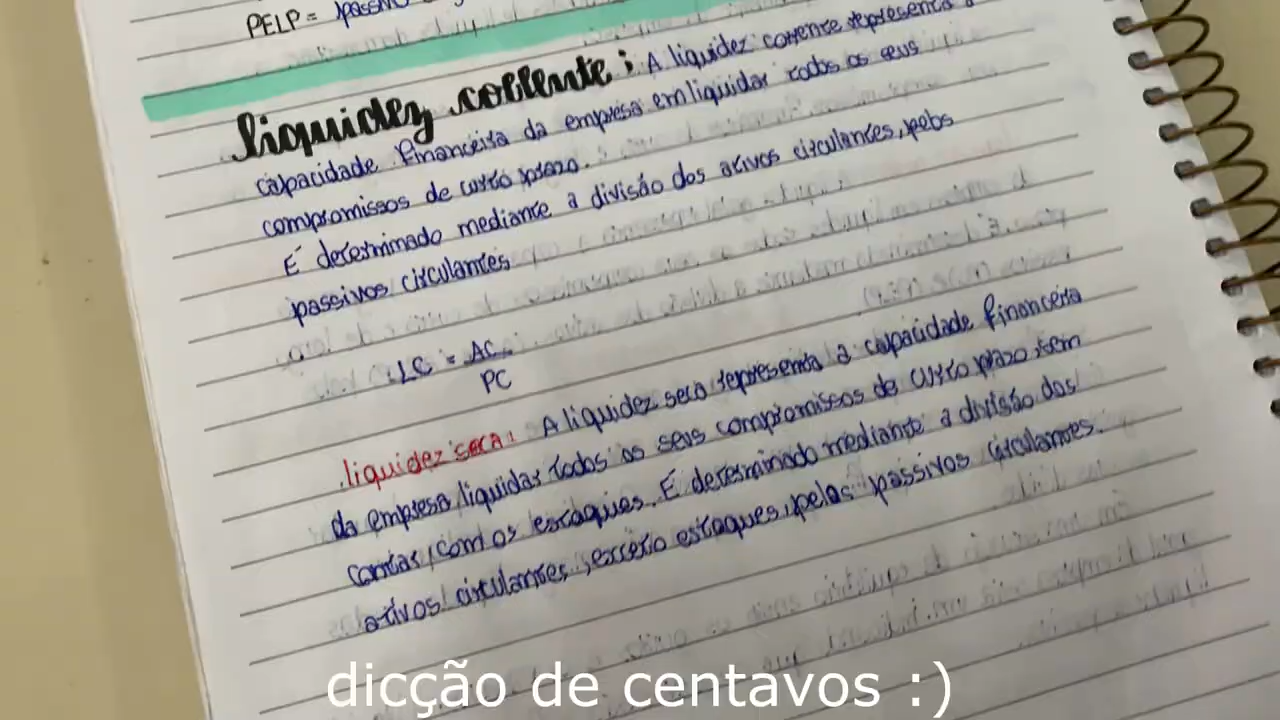 PELP = passivo
liquidez corrente: A liquidez corrente representa a
capacidade financeira da empresa em liquidar todos os seus
compromissos de curto prazo.
É determinado mediante a divisão dos ativos circulantes, pelos
passivos circulantes
LC = AC
PC
liquidez seca: A liquidez seca representa a capacidade financeira
da empresa liquidar todos os seus compromissos de curto prazo sem
contar, com os estoques. É determinado mediante a divisão dos
ativos circulantes, exceto estoques, pelos passivos circulantes.
dicção de centavos :)